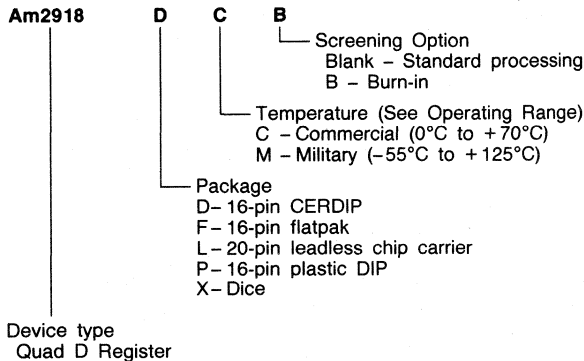 Am2918 D C B
Screening Option
Blank – Standard processing
B – Burn-in
Temperature (See Operating Range)
C – Commercial (0°C to +70°C)
M – Military (–55°C to +125°C)
Package
D– 16-pin CERDIP
F– 16-pin flatpak
L– 20-pin leadless chip carrier
P– 16-pin plastic DIP
X– Dice
Device type
Quad D Register